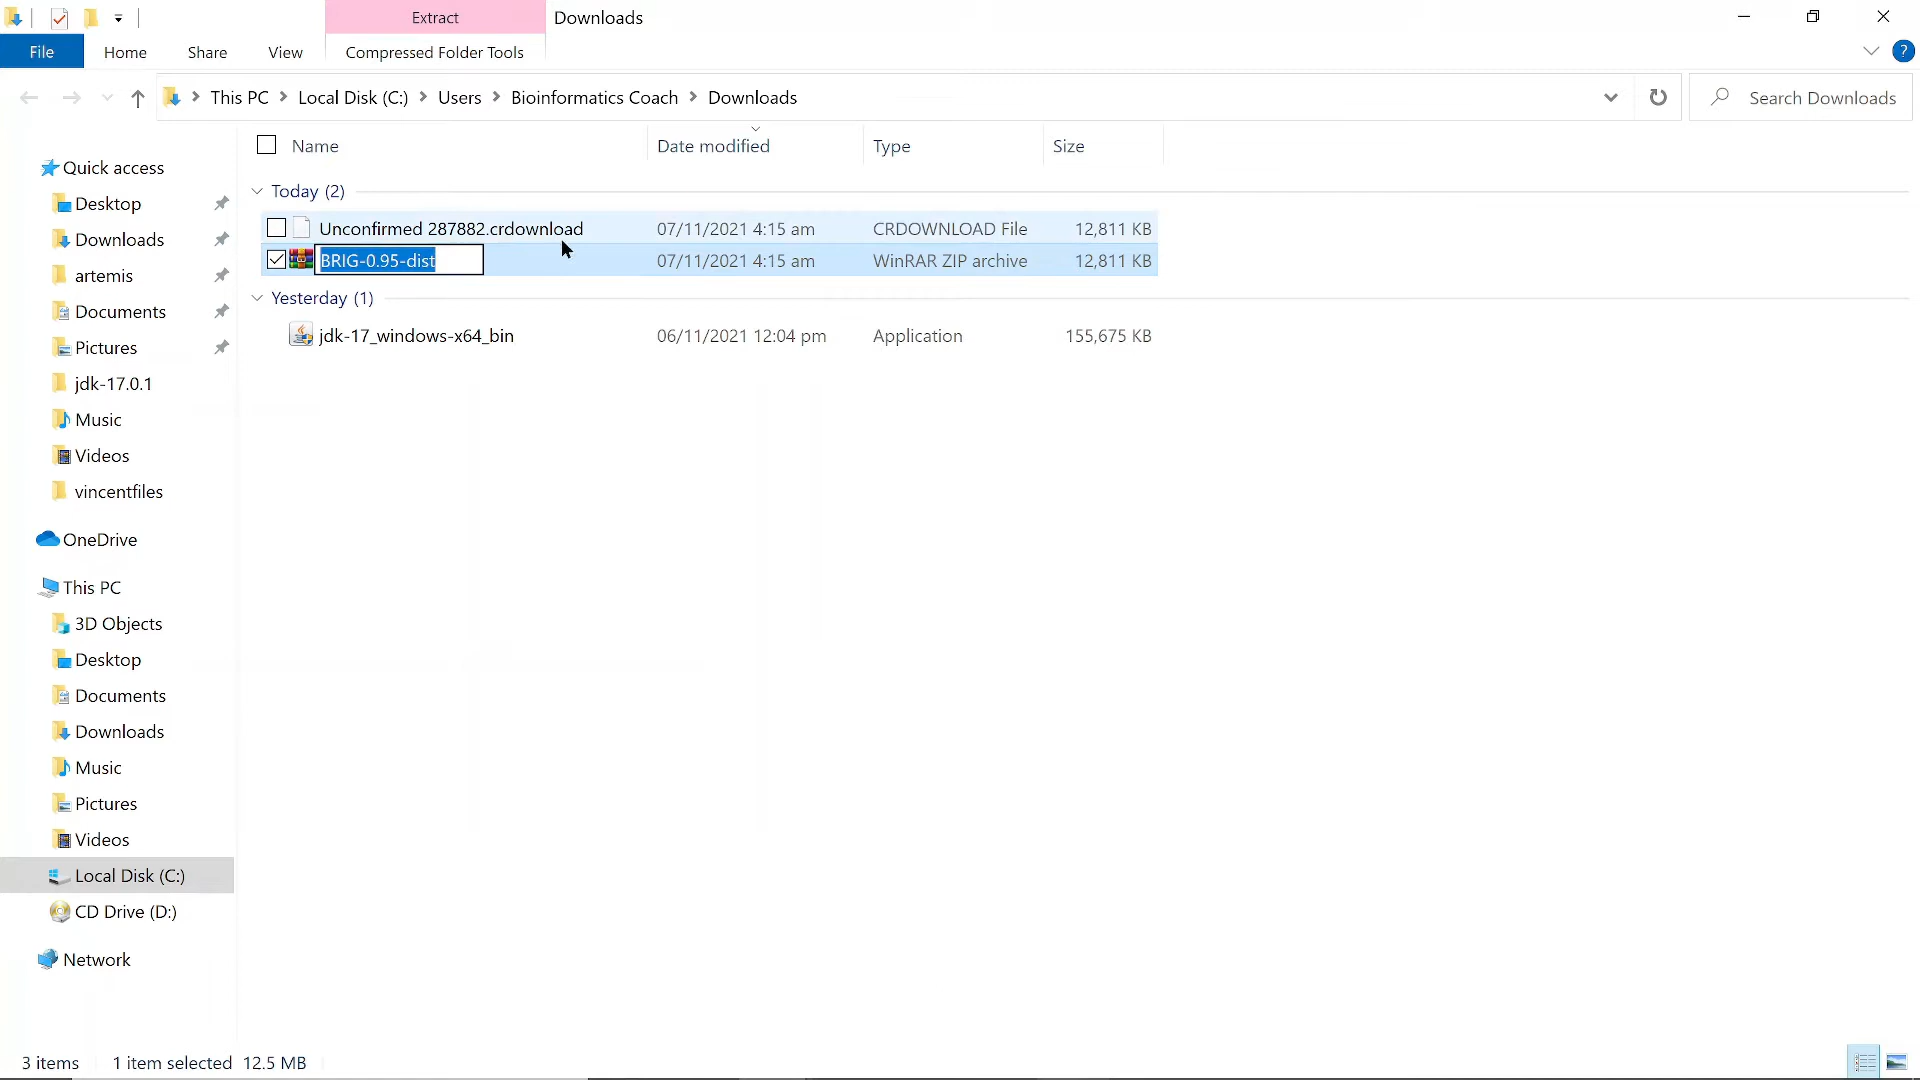 Extract Downloads
File Home Share View Compressed Folder Tools ?
This PC Local Disk (C:) Users Bioinformatics Coach Downloads Search Downloads
Name Date modified Type Size
Quick access
Desktop
Downloads
artemis
Documents
Pictures
jdk-17.0.1
Music
Videos
vincentfiles
OneDrive
This PC
3D Objects
Desktop
Documents
Downloads
Music
Pictures
Videos
Local Disk (C:)
CD Drive (D:)
Network
Today (2)
Unconfirmed 287882.crdownload 07/11/2021 4:15 am CRDOWNLOAD File 12,811 KB
BRIG-0.95-dist 07/11/2021 4:15 am WinRAR ZIP archive 12,811 KB
Yesterday (1)
jdk-17_windows-x64_bin 06/11/2021 12:04 pm Application 155,675 KB
3 items 1 item selected 12.5 MB